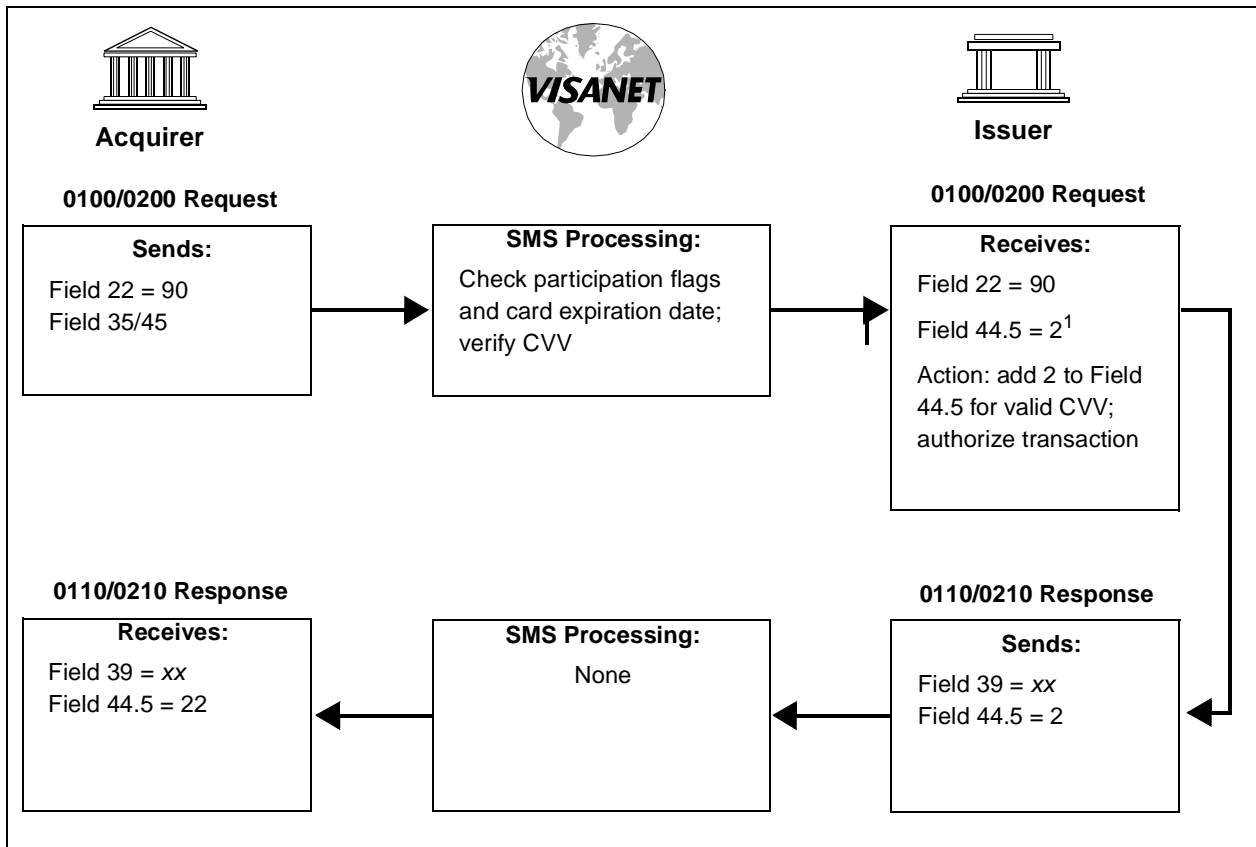 VISANET
Acquirer
Issuer
0100/0200 Request
0100/0200 Request
Sends:
Field 22 = 90
Field 35/45
SMS Processing:
Check participation flags
and card expiration date;
verify CVV
Receives:
Field 22 = 90
Field 44.5 = 2¹
Action: add 2 to Field
44.5 for valid CVV;
authorize transaction
0110/0210 Response
0110/0210 Response
Receives:
Field 39 = xx
Field 44.5 = 22
SMS Processing:
None
Sends:
Field 39 = xx
Field 44.5 = 2